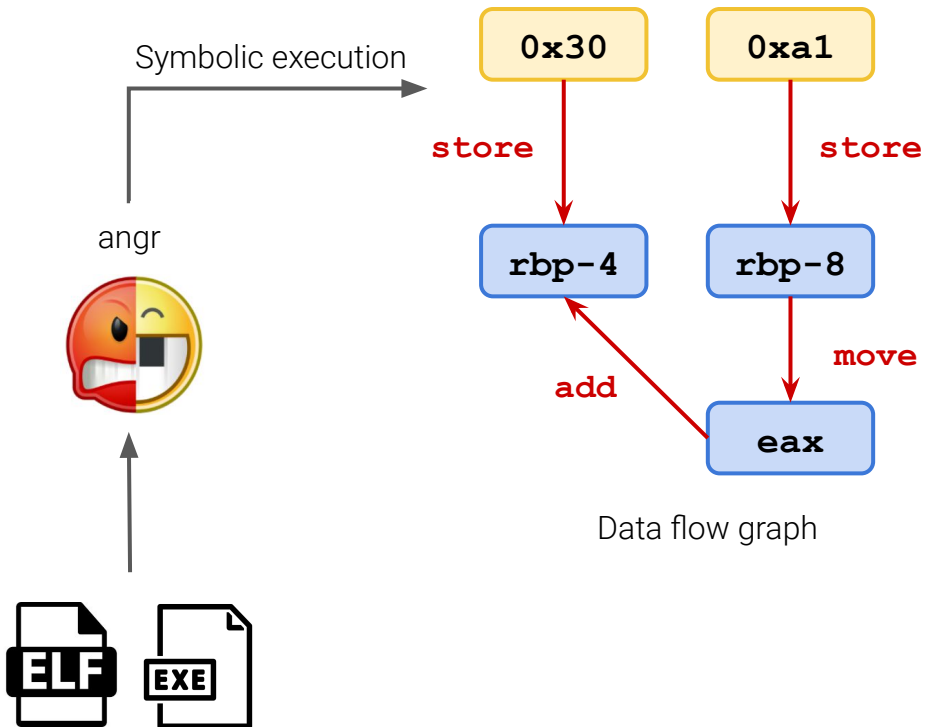 Symbolic execution
0x30
0xa1
store
store
angr
rbp-4
rbp-8
move
add
eax
Data flow graph
ELF
EXE